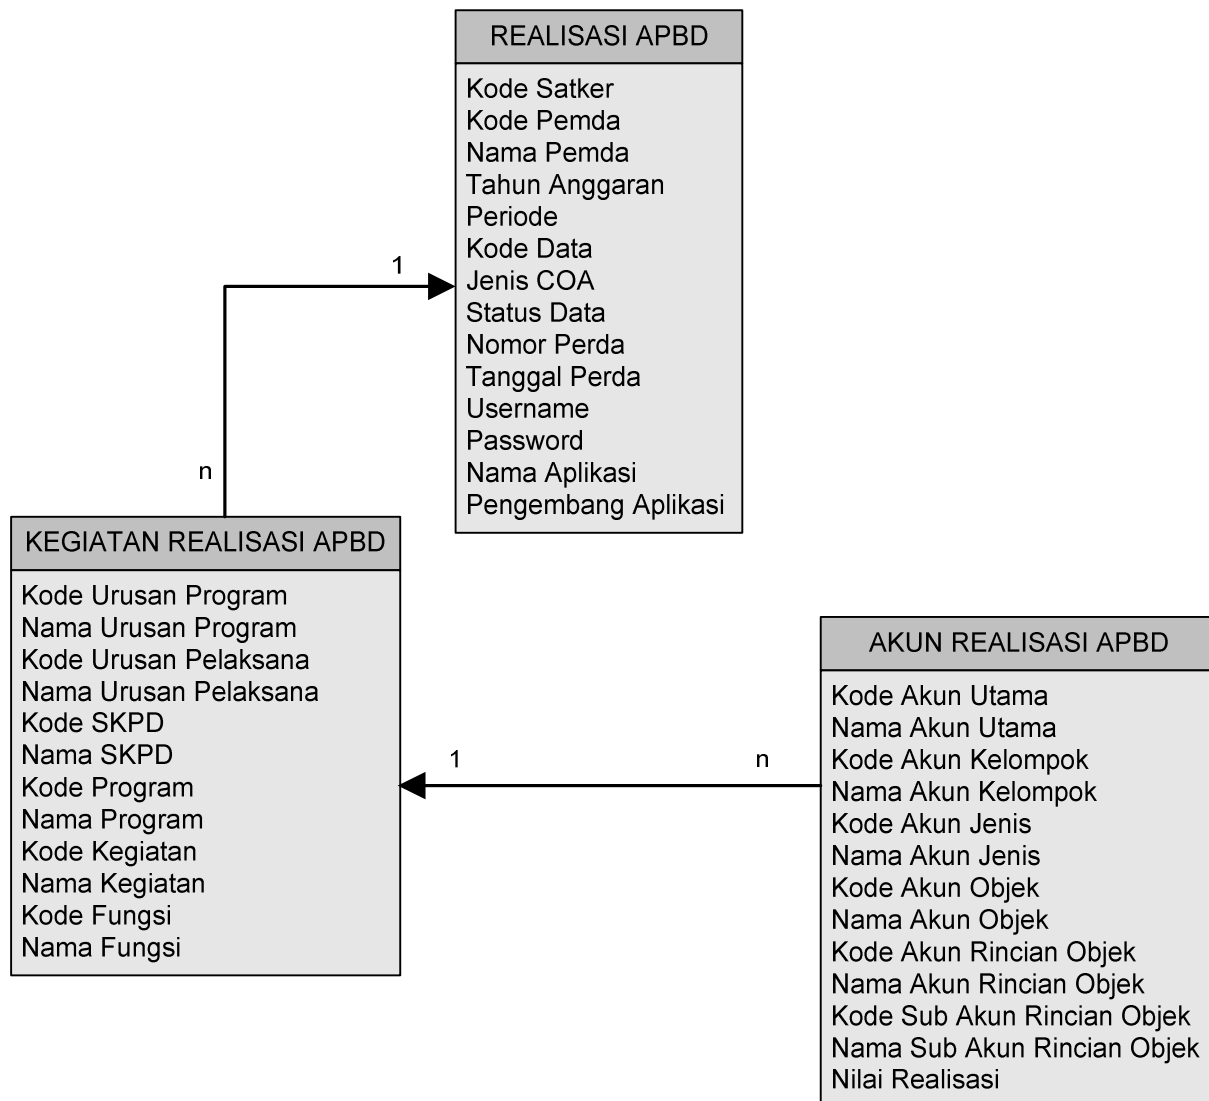 REALISASI APBD
Kode Satker
Kode Pemda
Nama Pemda
Tahun Anggaran
Periode
Kode Data
Jenis COA
Status Data
Nomor Perda
Tanggal Perda
Username
Password
Nama Aplikasi
Pengembang Aplikasi
1
n
KEGIATAN REALISASI APBD
Kode Urusan Program
Nama Urusan Program
Kode Urusan Pelaksana
Nama Urusan Pelaksana
Kode SKPD
Nama SKPD
Kode Program
Nama Program
Kode Kegiatan
Nama Kegiatan
Kode Fungsi
Nama Fungsi
1
n
AKUN REALISASI APBD
Kode Akun Utama
Nama Akun Utama
Kode Akun Kelompok
Nama Akun Kelompok
Kode Akun Jenis
Nama Akun Jenis
Kode Akun Objek
Nama Akun Objek
Kode Akun Rincian Objek
Nama Akun Rincian Objek
Kode Sub Akun Rincian Objek
Nama Sub Akun Rincian Objek
Nilai Realisasi